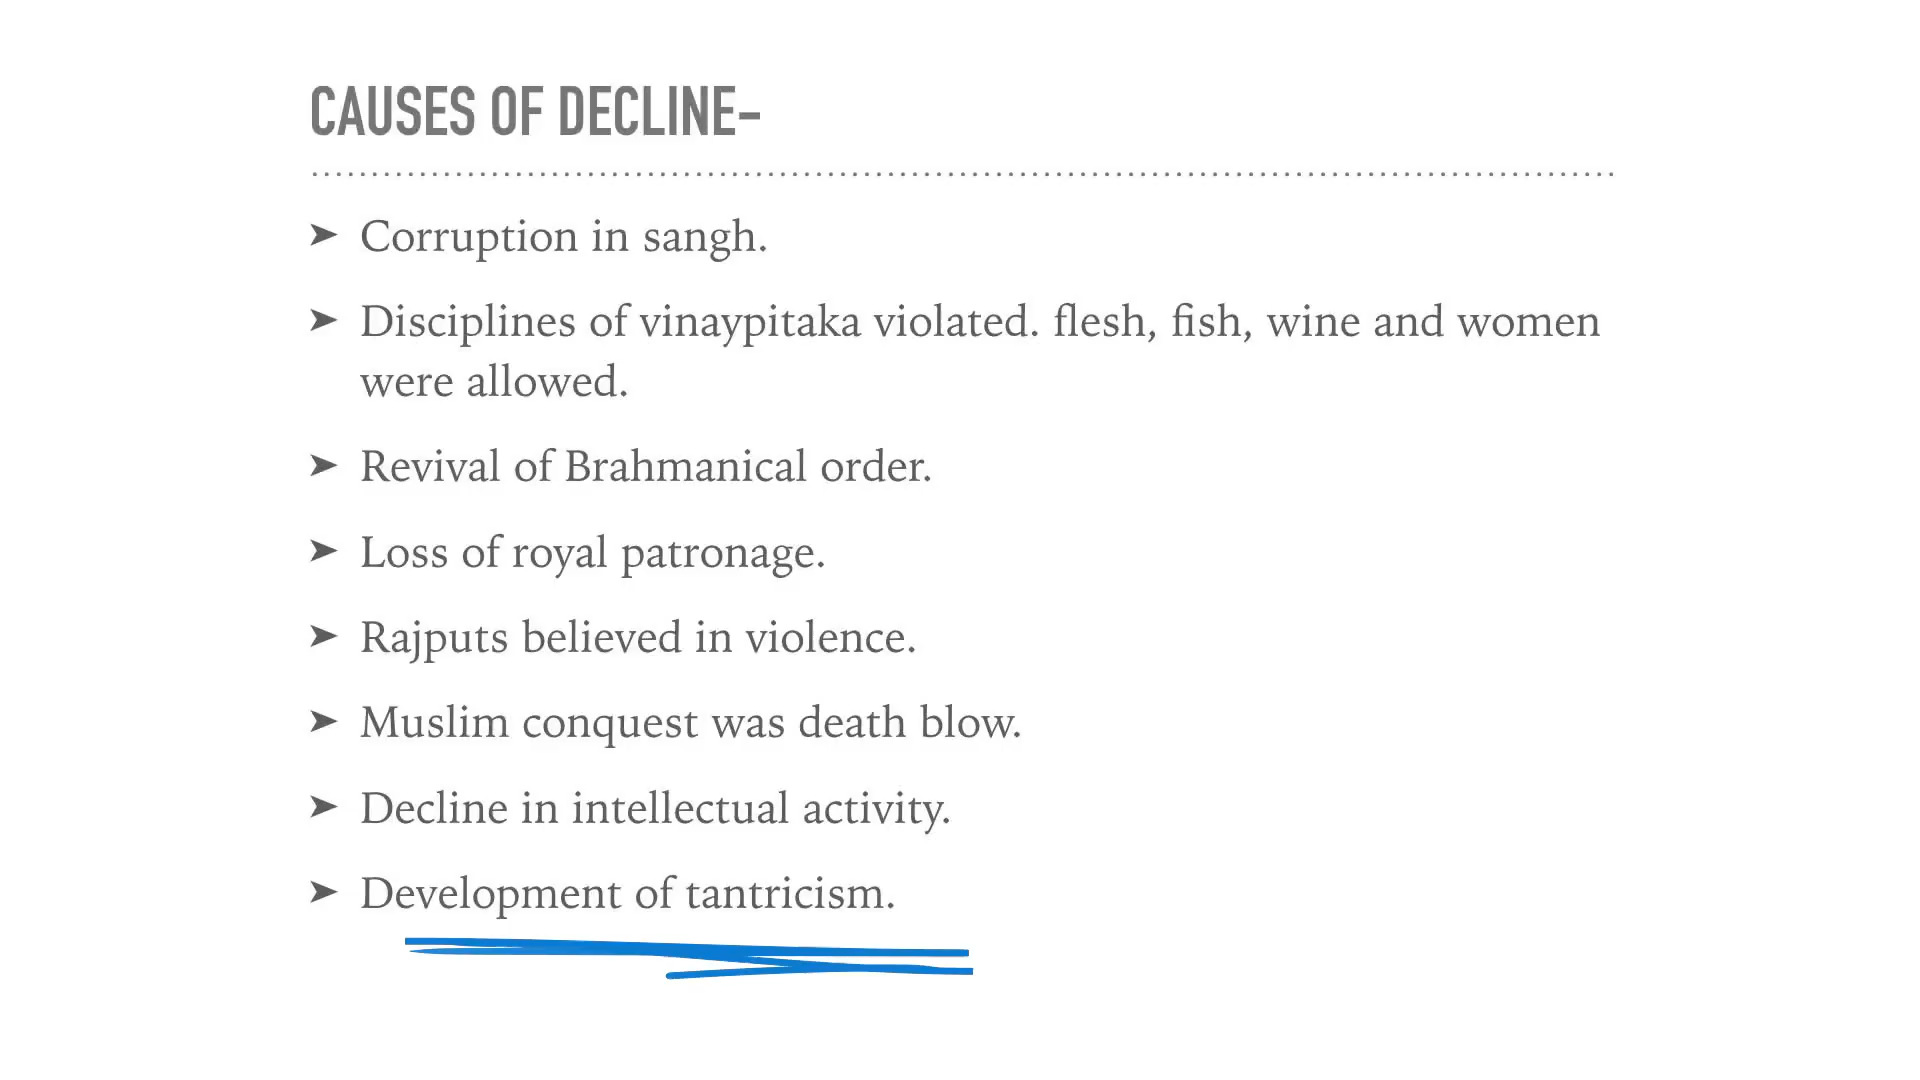 CAUSES OF DECLINE-
➤ Corruption in sangh.
➤ Disciplines of vinaypitaka violated. flesh, fish, wine and women
were allowed.
➤ Revival of Brahmanical order.
➤ Loss of royal patronage.
➤ Rajputs believed in violence.
➤ Muslim conquest was death blow.
➤ Decline in intellectual activity.
➤ Development of tantricism.